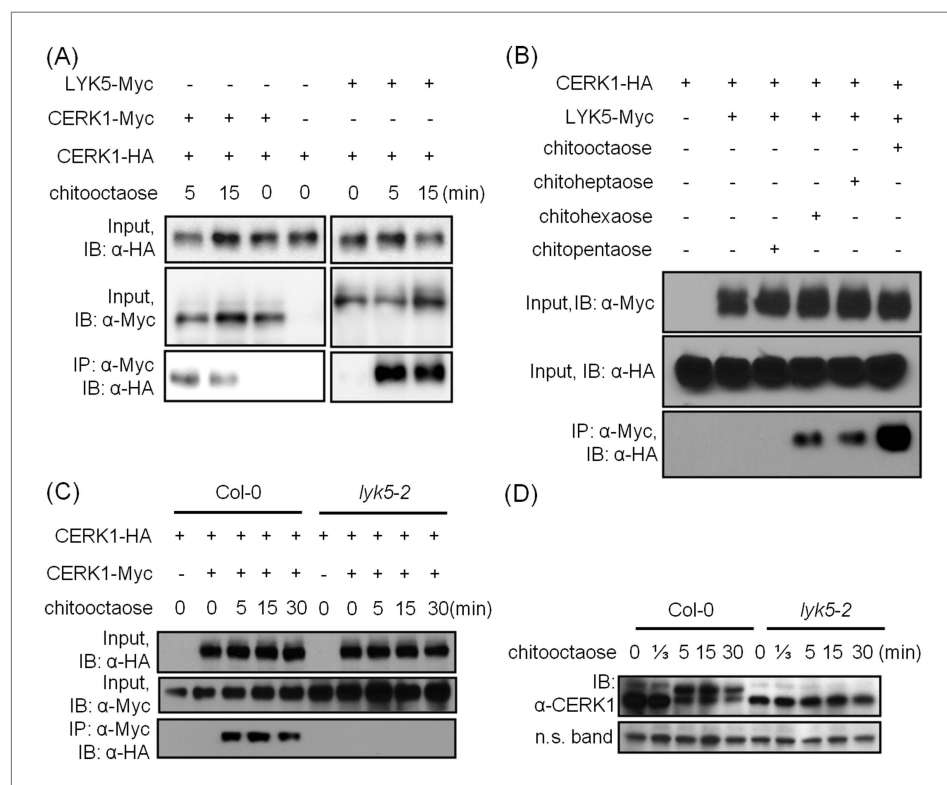 (A)
LYK5-Myc - - - - + + +
CERK1-Myc + + + - - - -
CERK1-HA + + + + + + +
chitooctaose 5 15 0 0 0 5 15 (min)
Input,
IB: α-HA
Input,
IB: α-Myc
IP: α-Myc
IB: α-HA
(B)
CERK1-HA + + + + + +
LYK5-Myc - + + + + +
chitooctaose - - - - - +
chitoheptaose - - - - + -
chitohexaose - - - + - -
chitopentaose - - + - - -
Input,IB: α-Myc
Input, IB: α-HA
IP: α-Myc,
IB: α-HA
(C)
Col-0 lyk5-2
CERK1-HA + + + + + + + + + +
CERK1-Myc - + + + + - + + + +
chitooctaose 0 0 5 15 30 0 0 5 15 30(min)
Input,
IB: α-HA
Input,
IB: α-Myc
IP: α-Myc
IB: α-HA
(D)
Col-0 lyk5-2
chitooctaose 0 ⅓ 5 15 30 0 ⅓ 5 15 30 (min)
IB:
α-CERK1
n.s. band